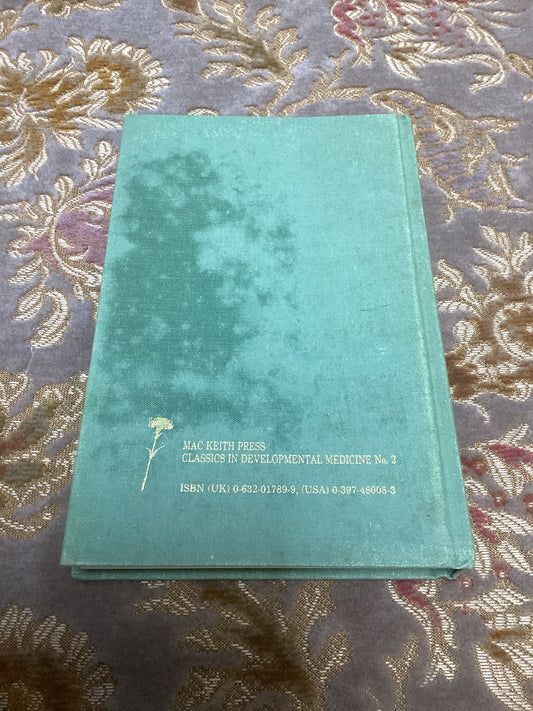 MAC KEITH PRESS
CLASSICS IN DEVELOPMENTAL MEDICINE No. 2
ISBN (UK) 0-632-01789-9; (USA) 0-397-48008-3